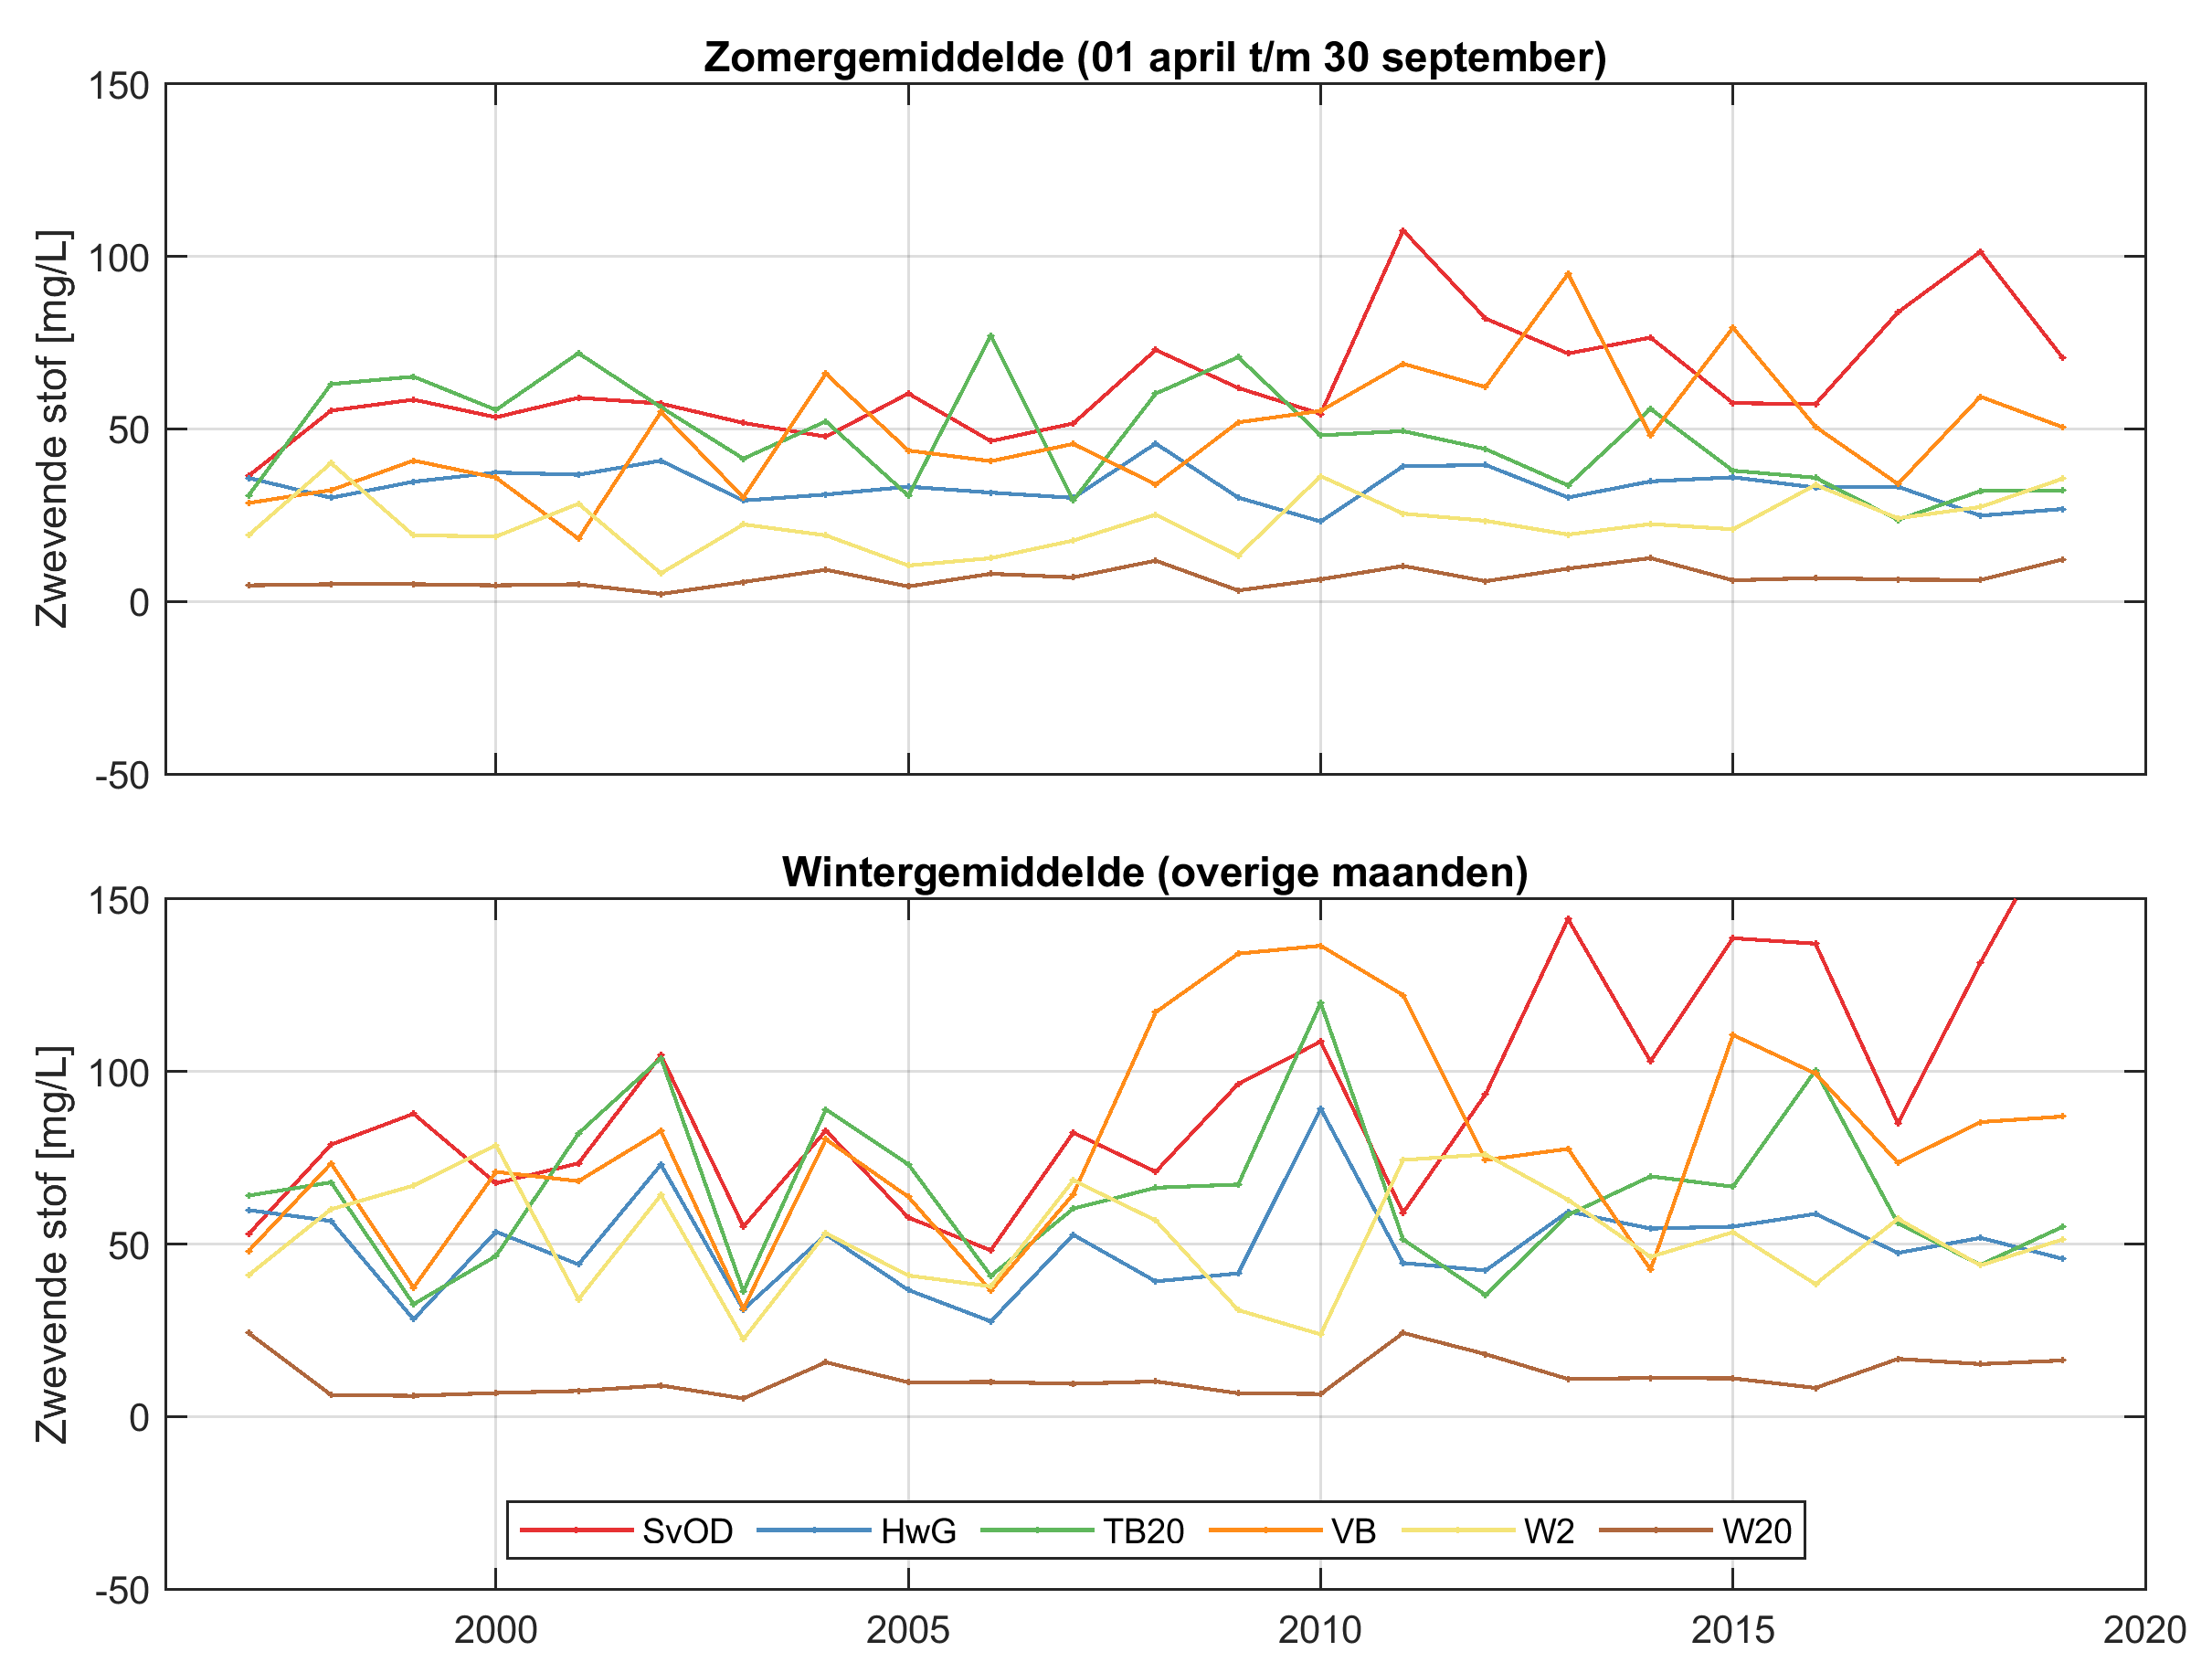 Zomergemiddelde (01 april t/m 30 september)
150
100
50
0
-50
Zwevende stof [mg/L]
Wintergemiddelde (overige maanden)
150
100
50
0
-50
Zwevende stof [mg/L]
SvOD HwG TB20 VB W2 W20
2000 2005 2010 2015 2020